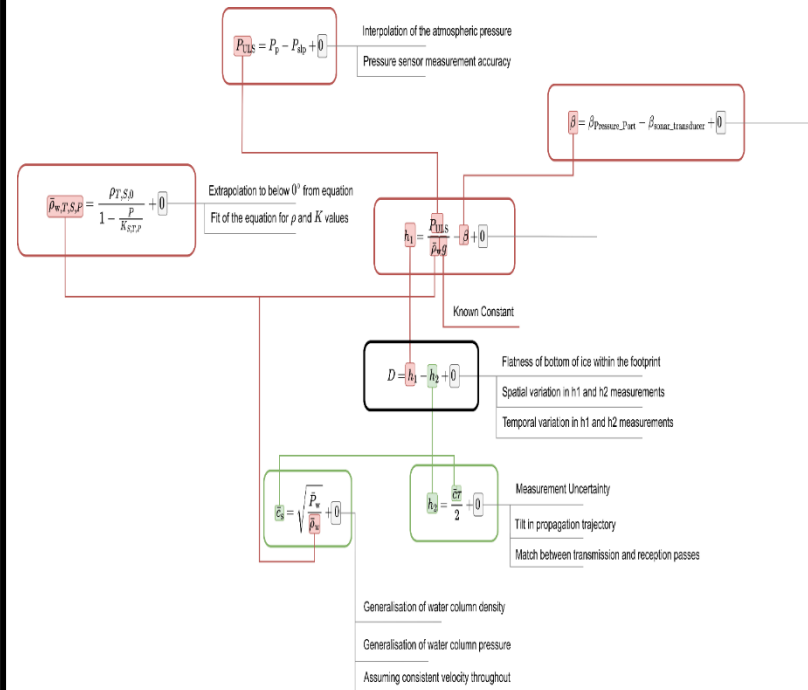 P_ULS = P_p − P_slp + 0
Interpolation of the atmospheric pressure
Pressure sensor measurement accuracy
β = β_Pressure_Port − β_sonar_transducer + 0
ρ̄_w,T,S,P = ρ_T,S,0 / (1 − P / K_S,T,P) + 0
Extrapolation to below 0° from equation
Fit of the equation for ρ and K values
h₁ = P_ULS / (ρ̄_w g) − β + 0
Known Constant
D = h₁ − h₂ + 0
Flatness of bottom of ice within the footprint
Spatial variation in h1 and h2 measurements
Temporal variation in h1 and h2 measurements
c̄_s = √(P̄_w / ρ̄_w) + 0
h₂ = c̄τ / 2 + 0
Measurement Uncertainty
Tilt in propagation trajectory
Match between transmission and reception passes
Generalisation of water column density
Generalisation of water column pressure
Assuming consistent velocity throughout